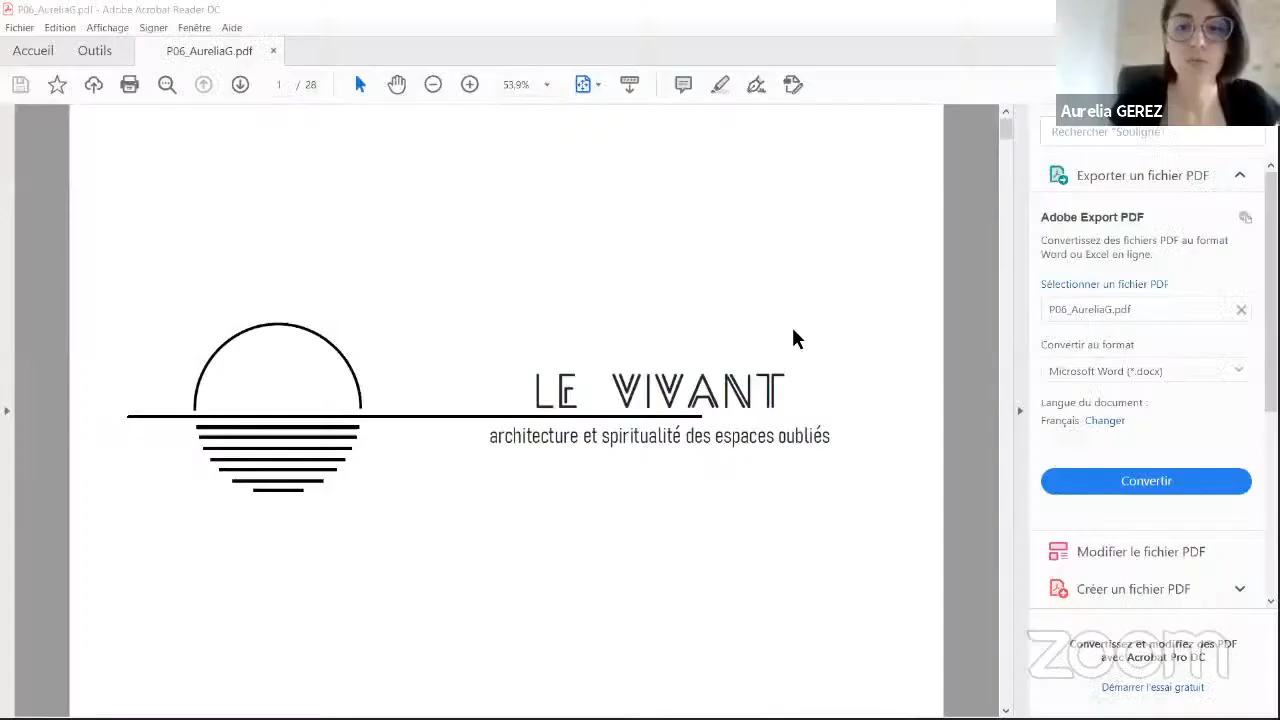 P06_AureliaG.pdf - Adobe Acrobat Reader DC
Fichier Edition Affichage Signer Fenêtre Aide
Accueil Outils P06_AureliaG.pdf ×
1 / 28 53,9%
Aurelia GEREZ
Rechercher "Souligné"
Exporter un fichier PDF
Adobe Export PDF
Convertissez des fichiers PDF au format
Word ou Excel en ligne.
Sélectionner un fichier PDF
P06_AureliaG.pdf
Convertir au format
Microsoft Word (*.docx)
Langue du document :
Français Changer
Convertir
Modifier le fichier PDF
Créer un fichier PDF
Convertissez et modifiez des PDF
avec Acrobat Pro DC
Démarrer l'essai gratuit
zoom
LE VIVANT
architecture et spiritualité des espaces oubliés